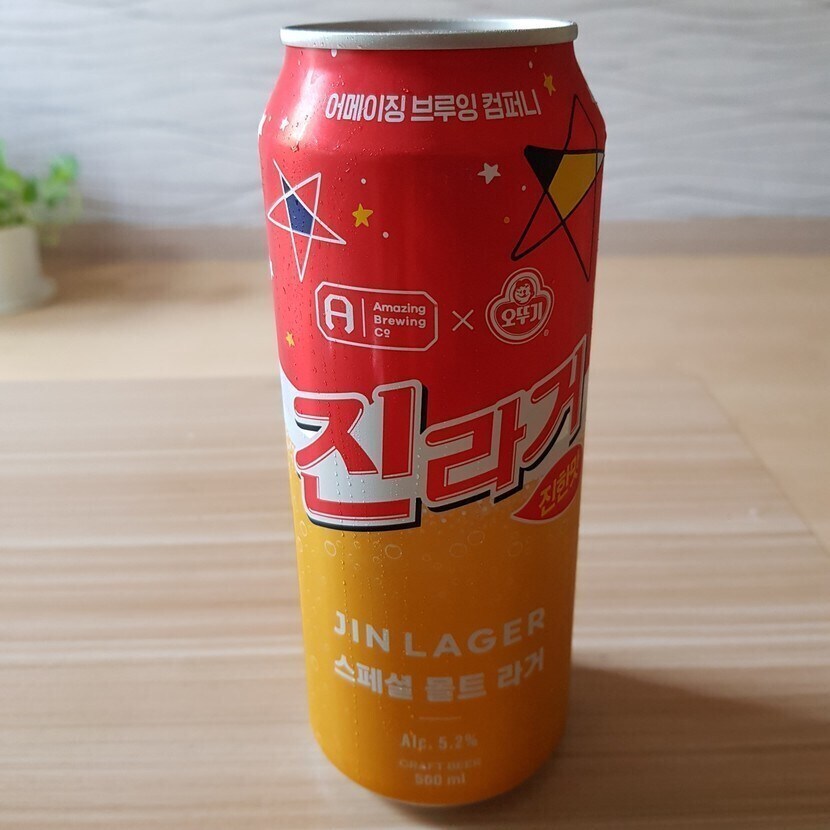 어메이징 브루잉 컴퍼니
A
Amazing
Brewing
Co
×
오뚜기
진라거
진한맛
JIN LAGER
스페셜 몰트 라거
Alc. 5.2%
CRAFT BEER
500 ml